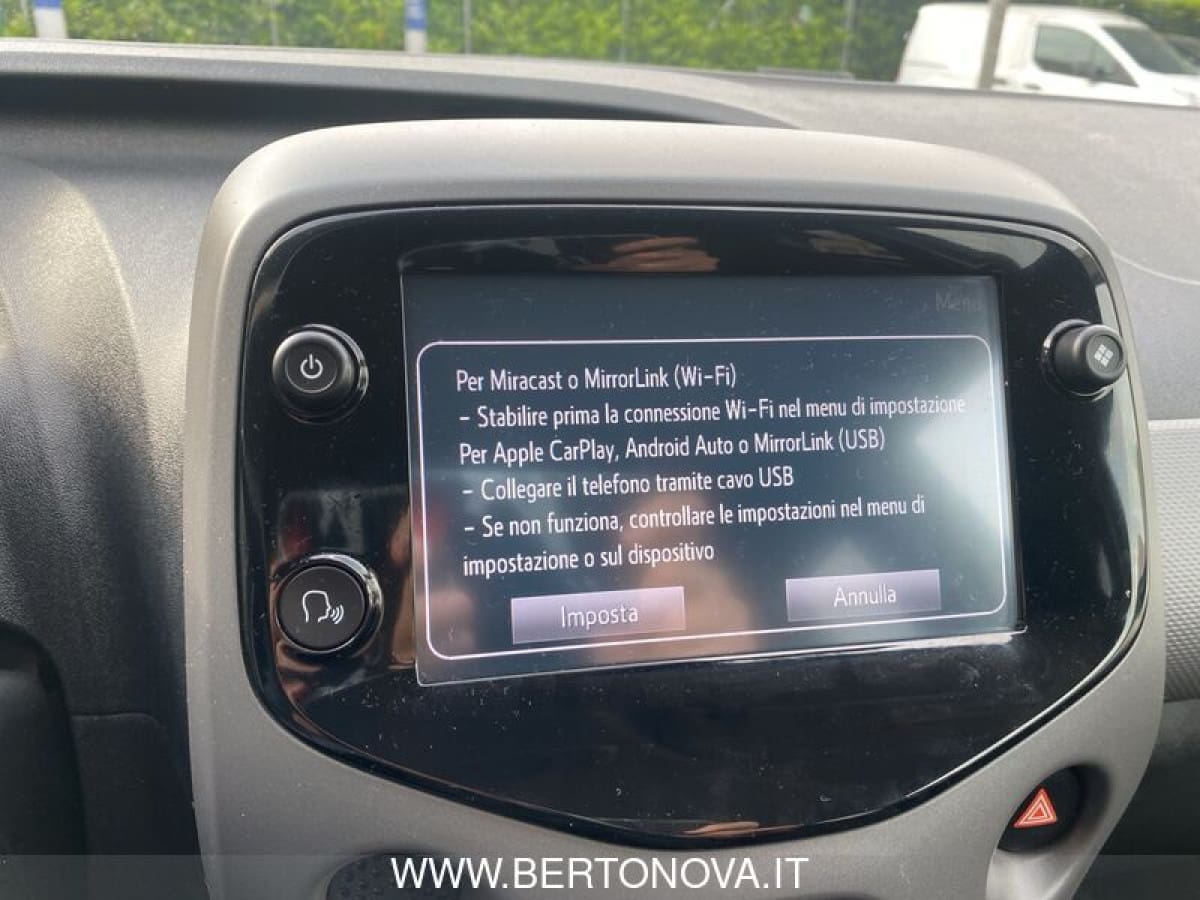 Menu
Per Miracast o MirrorLink (Wi-Fi)
- Stabilire prima la connessione Wi-Fi nel menu di impostazione
Per Apple CarPlay, Android Auto o MirrorLink (USB)
- Collegare il telefono tramite cavo USB
- Se non funziona, controllare le impostazioni nel menu di
impostazione o sul dispositivo
Imposta
Annulla
WWW.BERTONOVA.IT